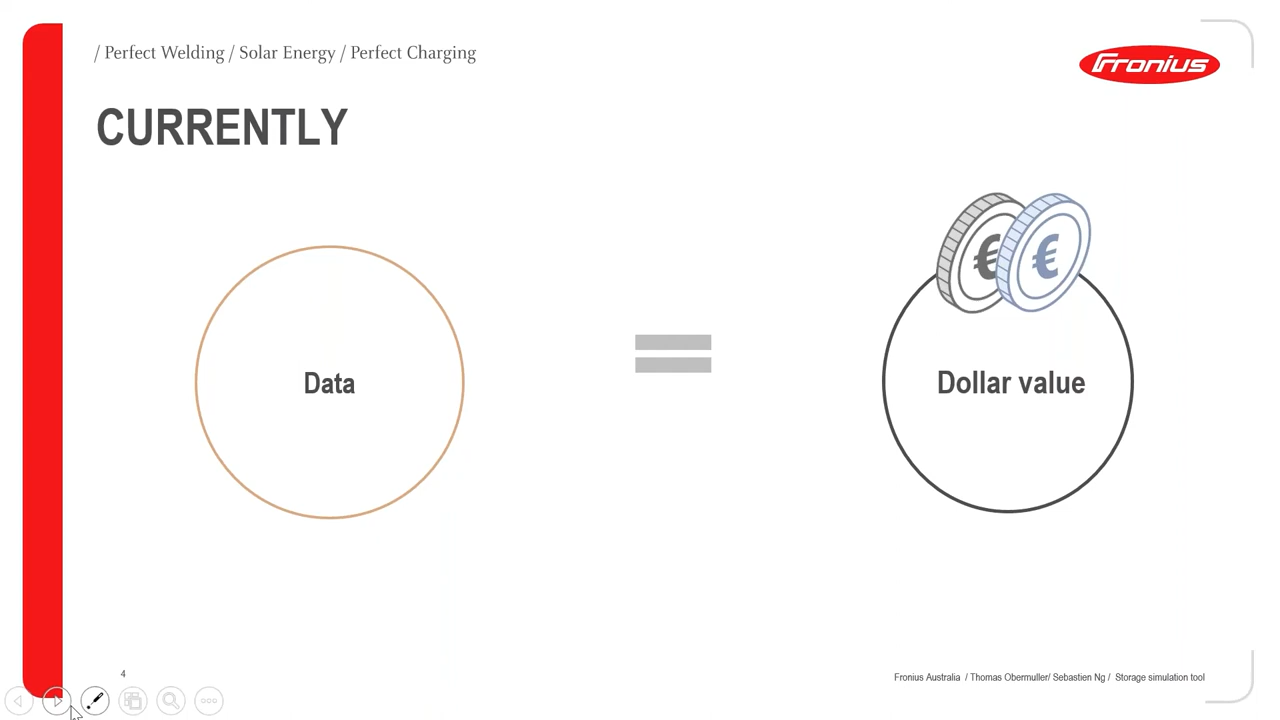 / Perfect Welding / Solar Energy / Perfect Charging
Fronius
CURRENTLY
€ €
Data
Dollar value
4
Fronius Australia / Thomas Obermuller/ Sebastien Ng / Storage simulation tool